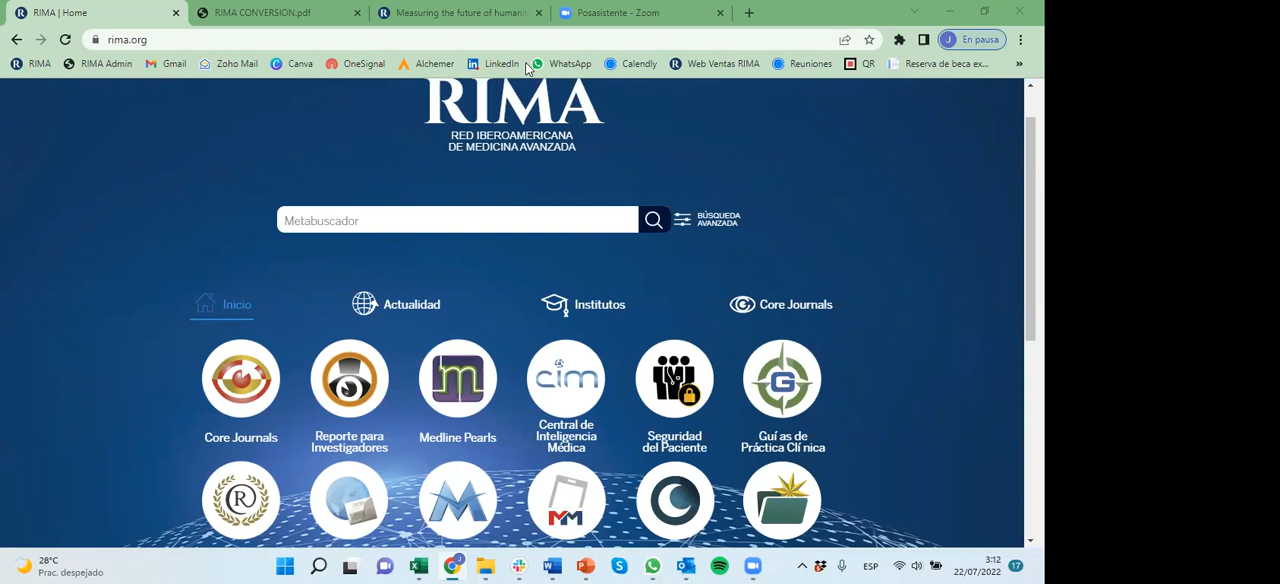 RIMA | Home
RIMA CONVERSION.pdf
Measuring the future of humanit
Posasistente - Zoom
rima.org
J En pausa
RIMA
RIMA Admin
Gmail
Zoho Mail
Canva
OneSignal
Alchemer
LinkedIn
WhatsApp
Calendly
Web Ventas RIMA
Reuniones
QR
Reserva de beca ex...
RIMA
RED IBEROAMERICANA
DE MEDICINA AVANZADA
Metabuscador
BÚSQUEDA
AVANZADA
Inicio
Actualidad
Institutos
Core Journals
cim
G
Core Journals
Reporte para
Investigadores
Medline Pearls
Central de
Inteligencia
Médica
Seguridad
del Paciente
Guí as de
Práctica Clí nica
R
MM
28°C
Prac. despejado
ESP
3:12
22/07/2022
17